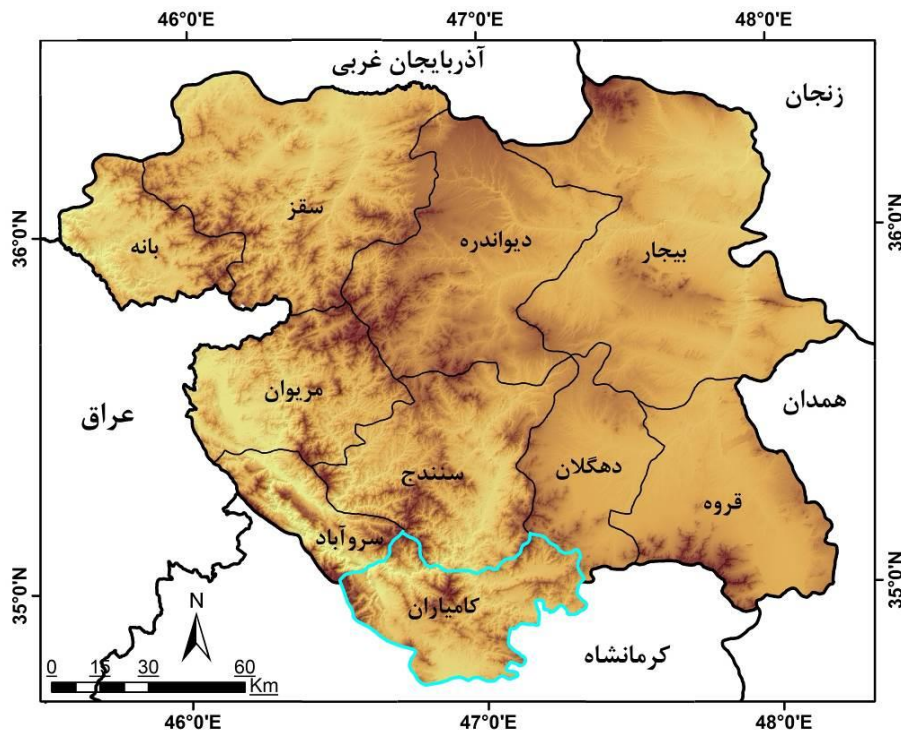 46°0'E 47°0'E 48°0'E
آذربایجان غربی
زنجان
سقز
36°0'N
بانه
دیواندره
بیجار
36°0'N
مریوان
همدان
عراق
سنندج
دهگلان
قروه
سروآباد
35°0'N
کامیاران
35°0'N
N
کرمانشاه
0 15 30 60
Km
46°0'E 47°0'E 48°0'E